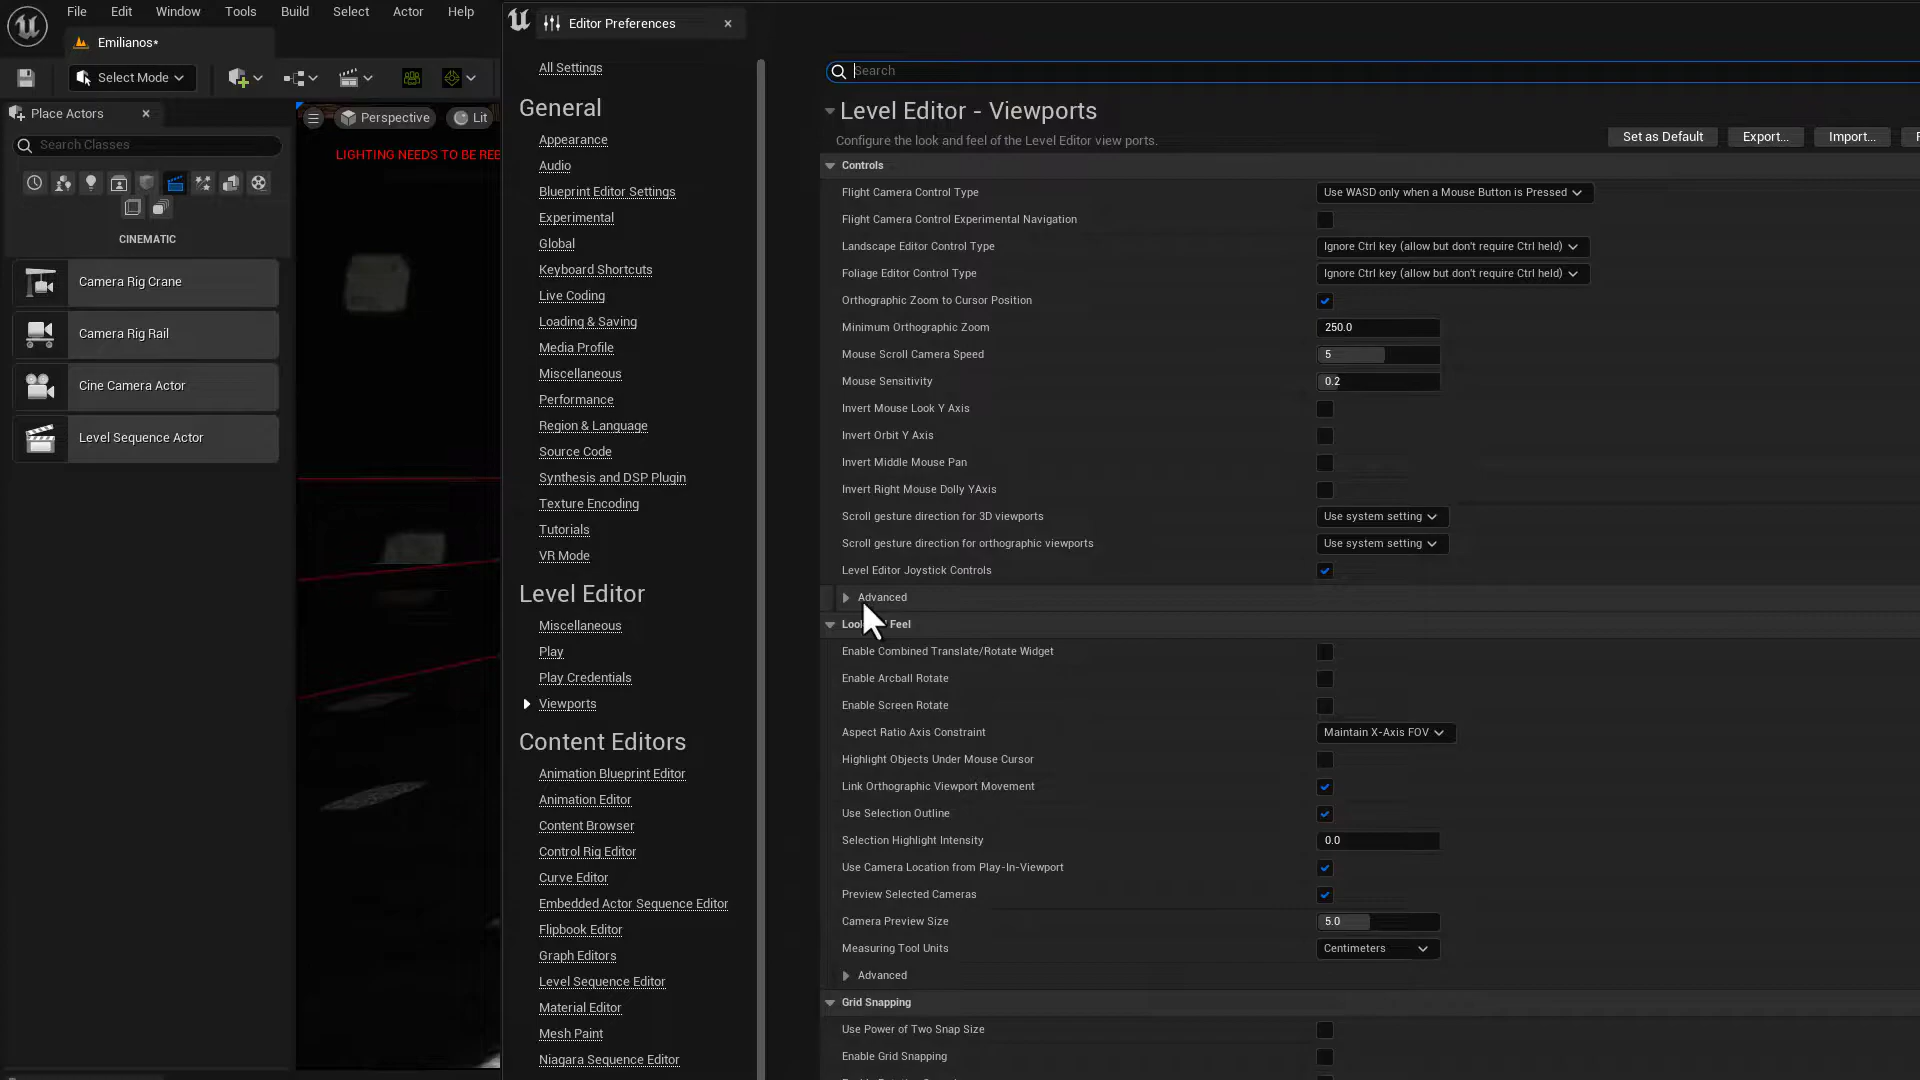 File Edit Window Tools Build Select Actor Help
Emilianos*
Select Mode
Place Actors
Search Classes
CINEMATIC
Camera Rig Crane
Camera Rig Rail
Cine Camera Actor
Level Sequence Actor
Perspective Lit
LIGHTING NEEDS TO BE REE
Editor Preferences
All Settings
General
Appearance
Audio
Blueprint Editor Settings
Experimental
Global
Keyboard Shortcuts
Live Coding
Loading & Saving
Media Profile
Miscellaneous
Performance
Region & Language
Source Code
Synthesis and DSP Plugin
Texture Encoding
Tutorials
VR Mode
Level Editor
Miscellaneous
Play
Play Credentials
Viewports
Content Editors
Animation Blueprint Editor
Animation Editor
Content Browser
Control Rig Editor
Curve Editor
Embedded Actor Sequence Editor
Flipbook Editor
Graph Editors
Level Sequence Editor
Material Editor
Mesh Paint
Niagara Sequence Editor
Search
Level Editor - Viewports
Configure the look and feel of the Level Editor view ports.
Set as Default Export... Import...
Controls
Flight Camera Control Type Use WASD only when a Mouse Button is Pressed
Flight Camera Control Experimental Navigation
Landscape Editor Control Type Ignore Ctrl key (allow but don't require Ctrl held)
Foliage Editor Control Type Ignore Ctrl key (allow but don't require Ctrl held)
Orthographic Zoom to Cursor Position
Minimum Orthographic Zoom 250.0
Mouse Scroll Camera Speed 5
Mouse Sensitivity 0.2
Invert Mouse Look Y Axis
Invert Orbit Y Axis
Invert Middle Mouse Pan
Invert Right Mouse Dolly YAxis
Scroll gesture direction for 3D viewports Use system setting
Scroll gesture direction for orthographic viewports Use system setting
Level Editor Joystick Controls
Advanced
Feel
Enable Combined Translate/Rotate Widget
Enable Arcball Rotate
Enable Screen Rotate
Aspect Ratio Axis Constraint Maintain X-Axis FOV
Highlight Objects Under Mouse Cursor
Link Orthographic Viewport Movement
Use Selection Outline
Selection Highlight Intensity 0.0
Use Camera Location from Play-In-Viewport
Preview Selected Cameras
Camera Preview Size 5.0
Measuring Tool Units Centimeters
Advanced
Grid Snapping
Use Power of Two Snap Size
Enable Grid Snapping